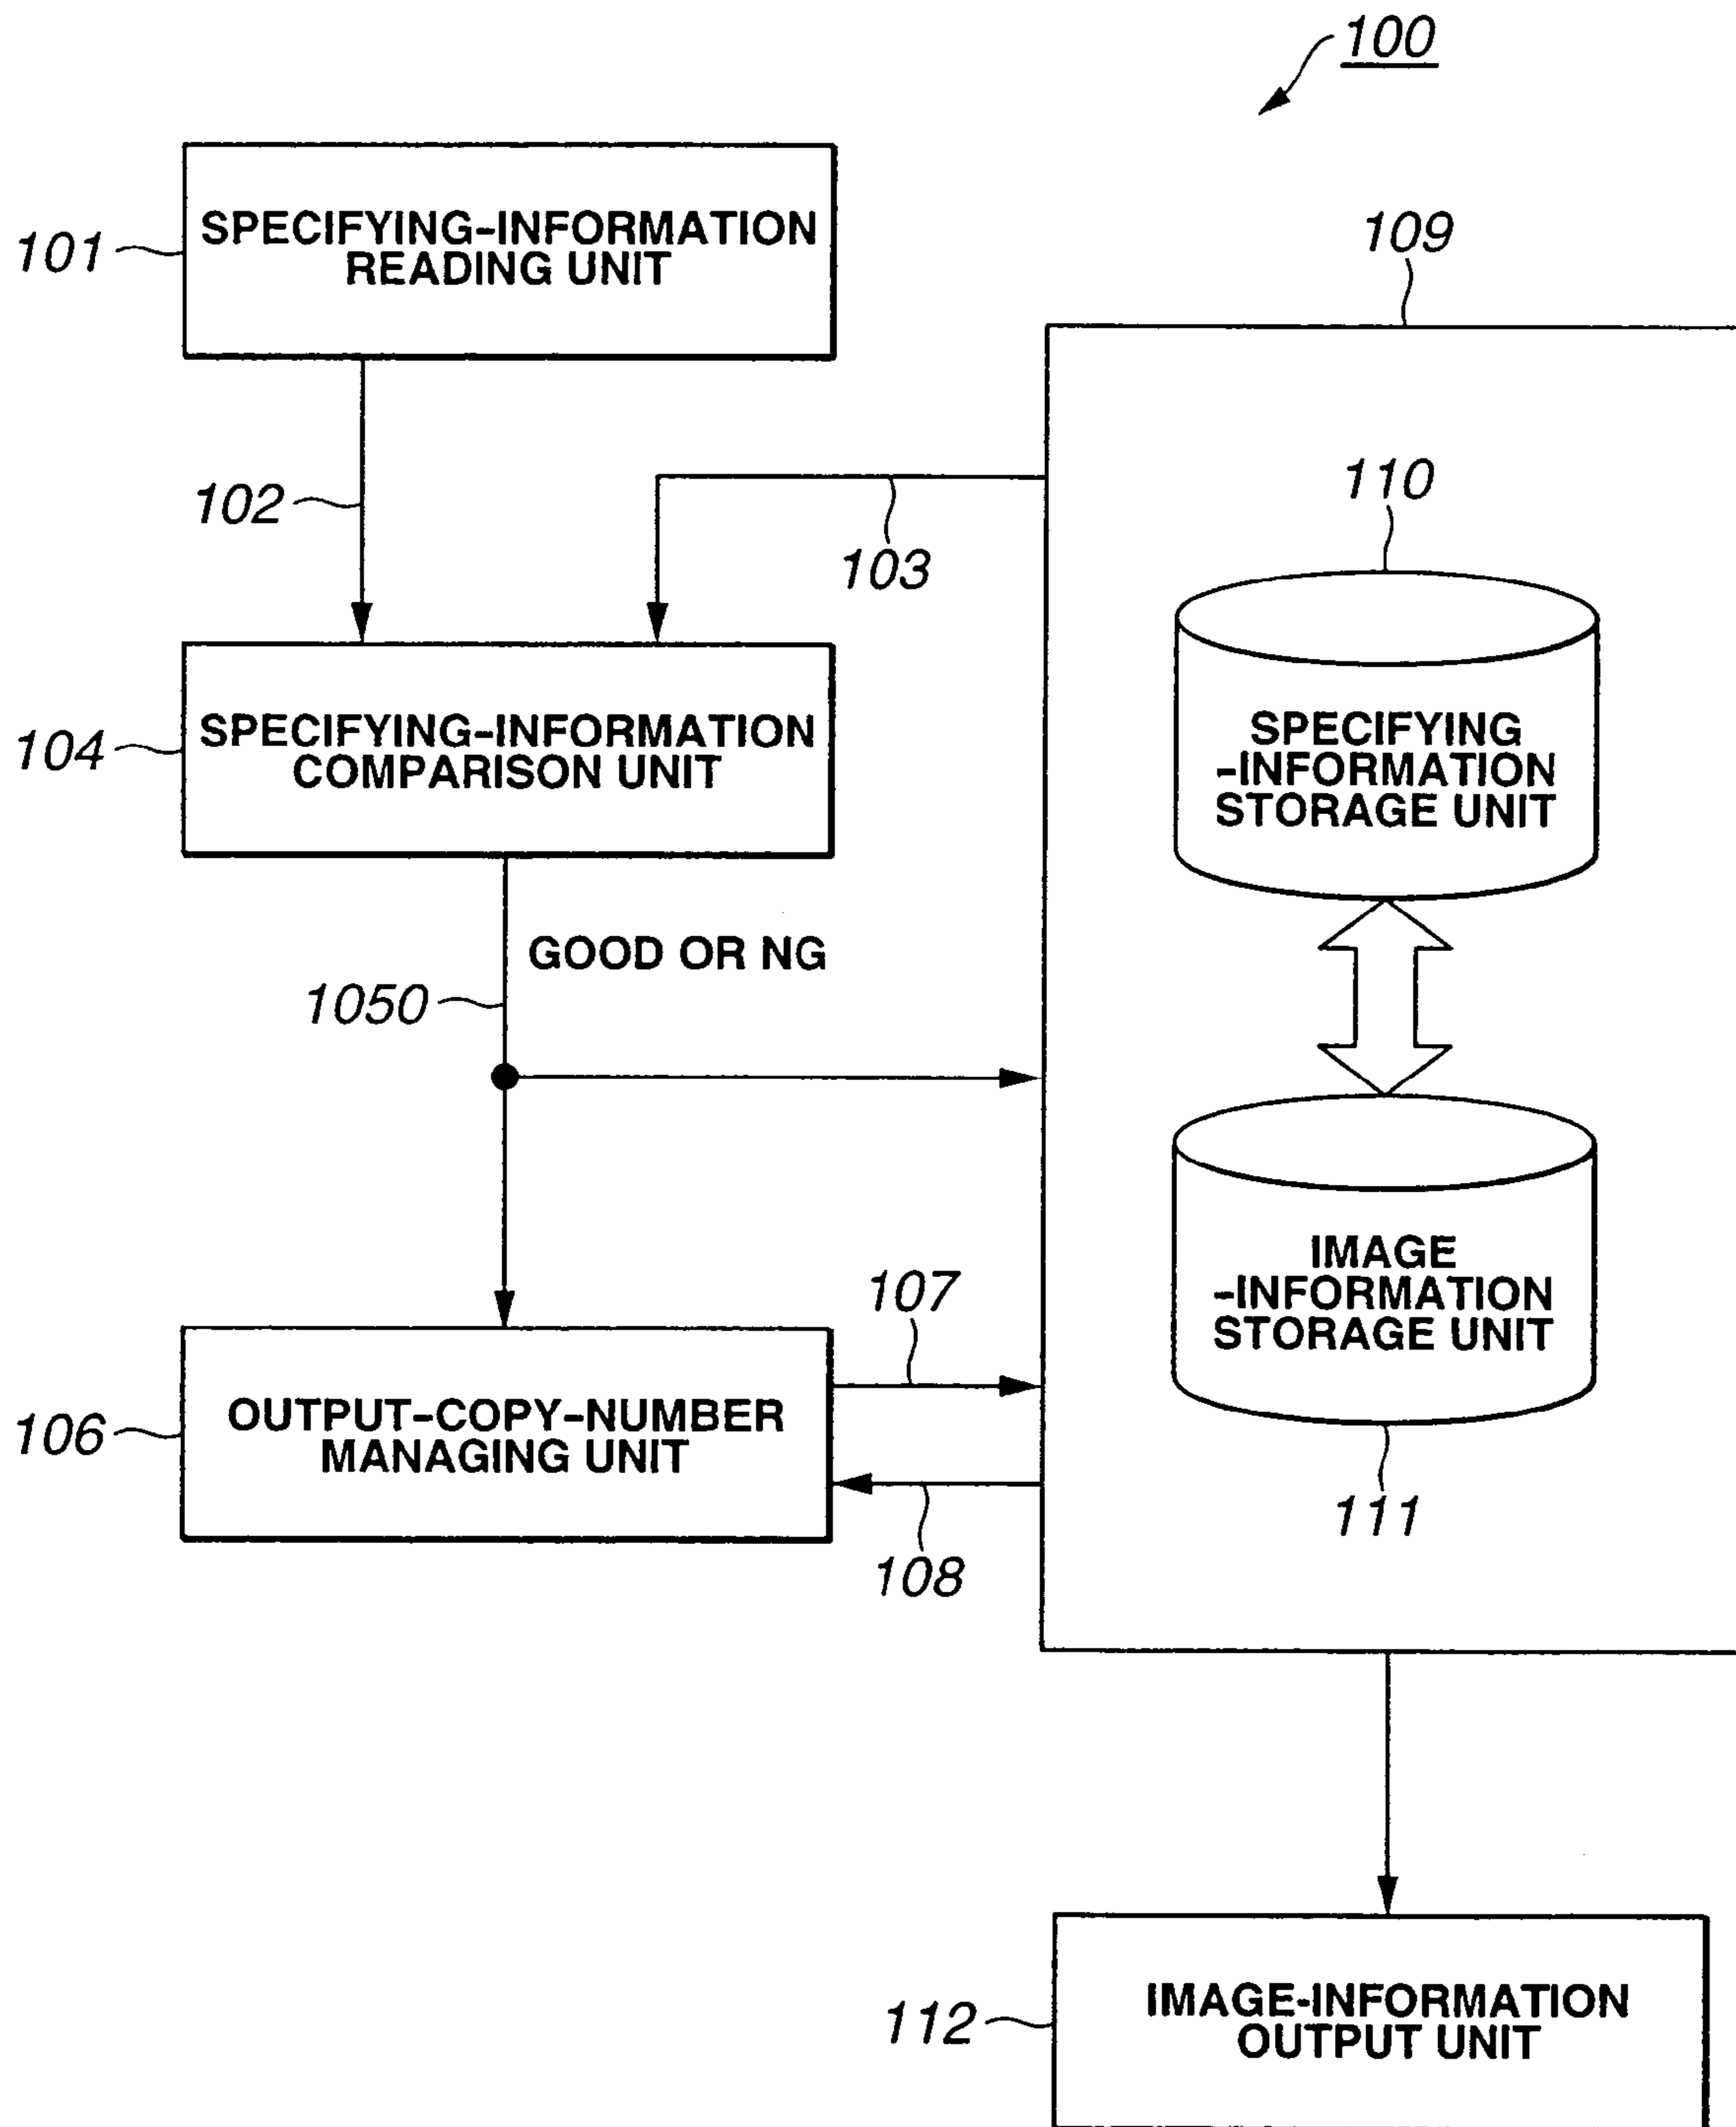 100
SPECIFYING-INFORMATION
READING UNIT
101
109
102
103
110
SPECIFYING-INFORMATION
COMPARISON UNIT
104
SPECIFYING
-INFORMATION
STORAGE UNIT
GOOD OR NG
1050
IMAGE
-INFORMATION
STORAGE UNIT
107
OUTPUT-COPY-NUMBER
MANAGING UNIT
106
108
111
IMAGE-INFORMATION
OUTPUT UNIT
112